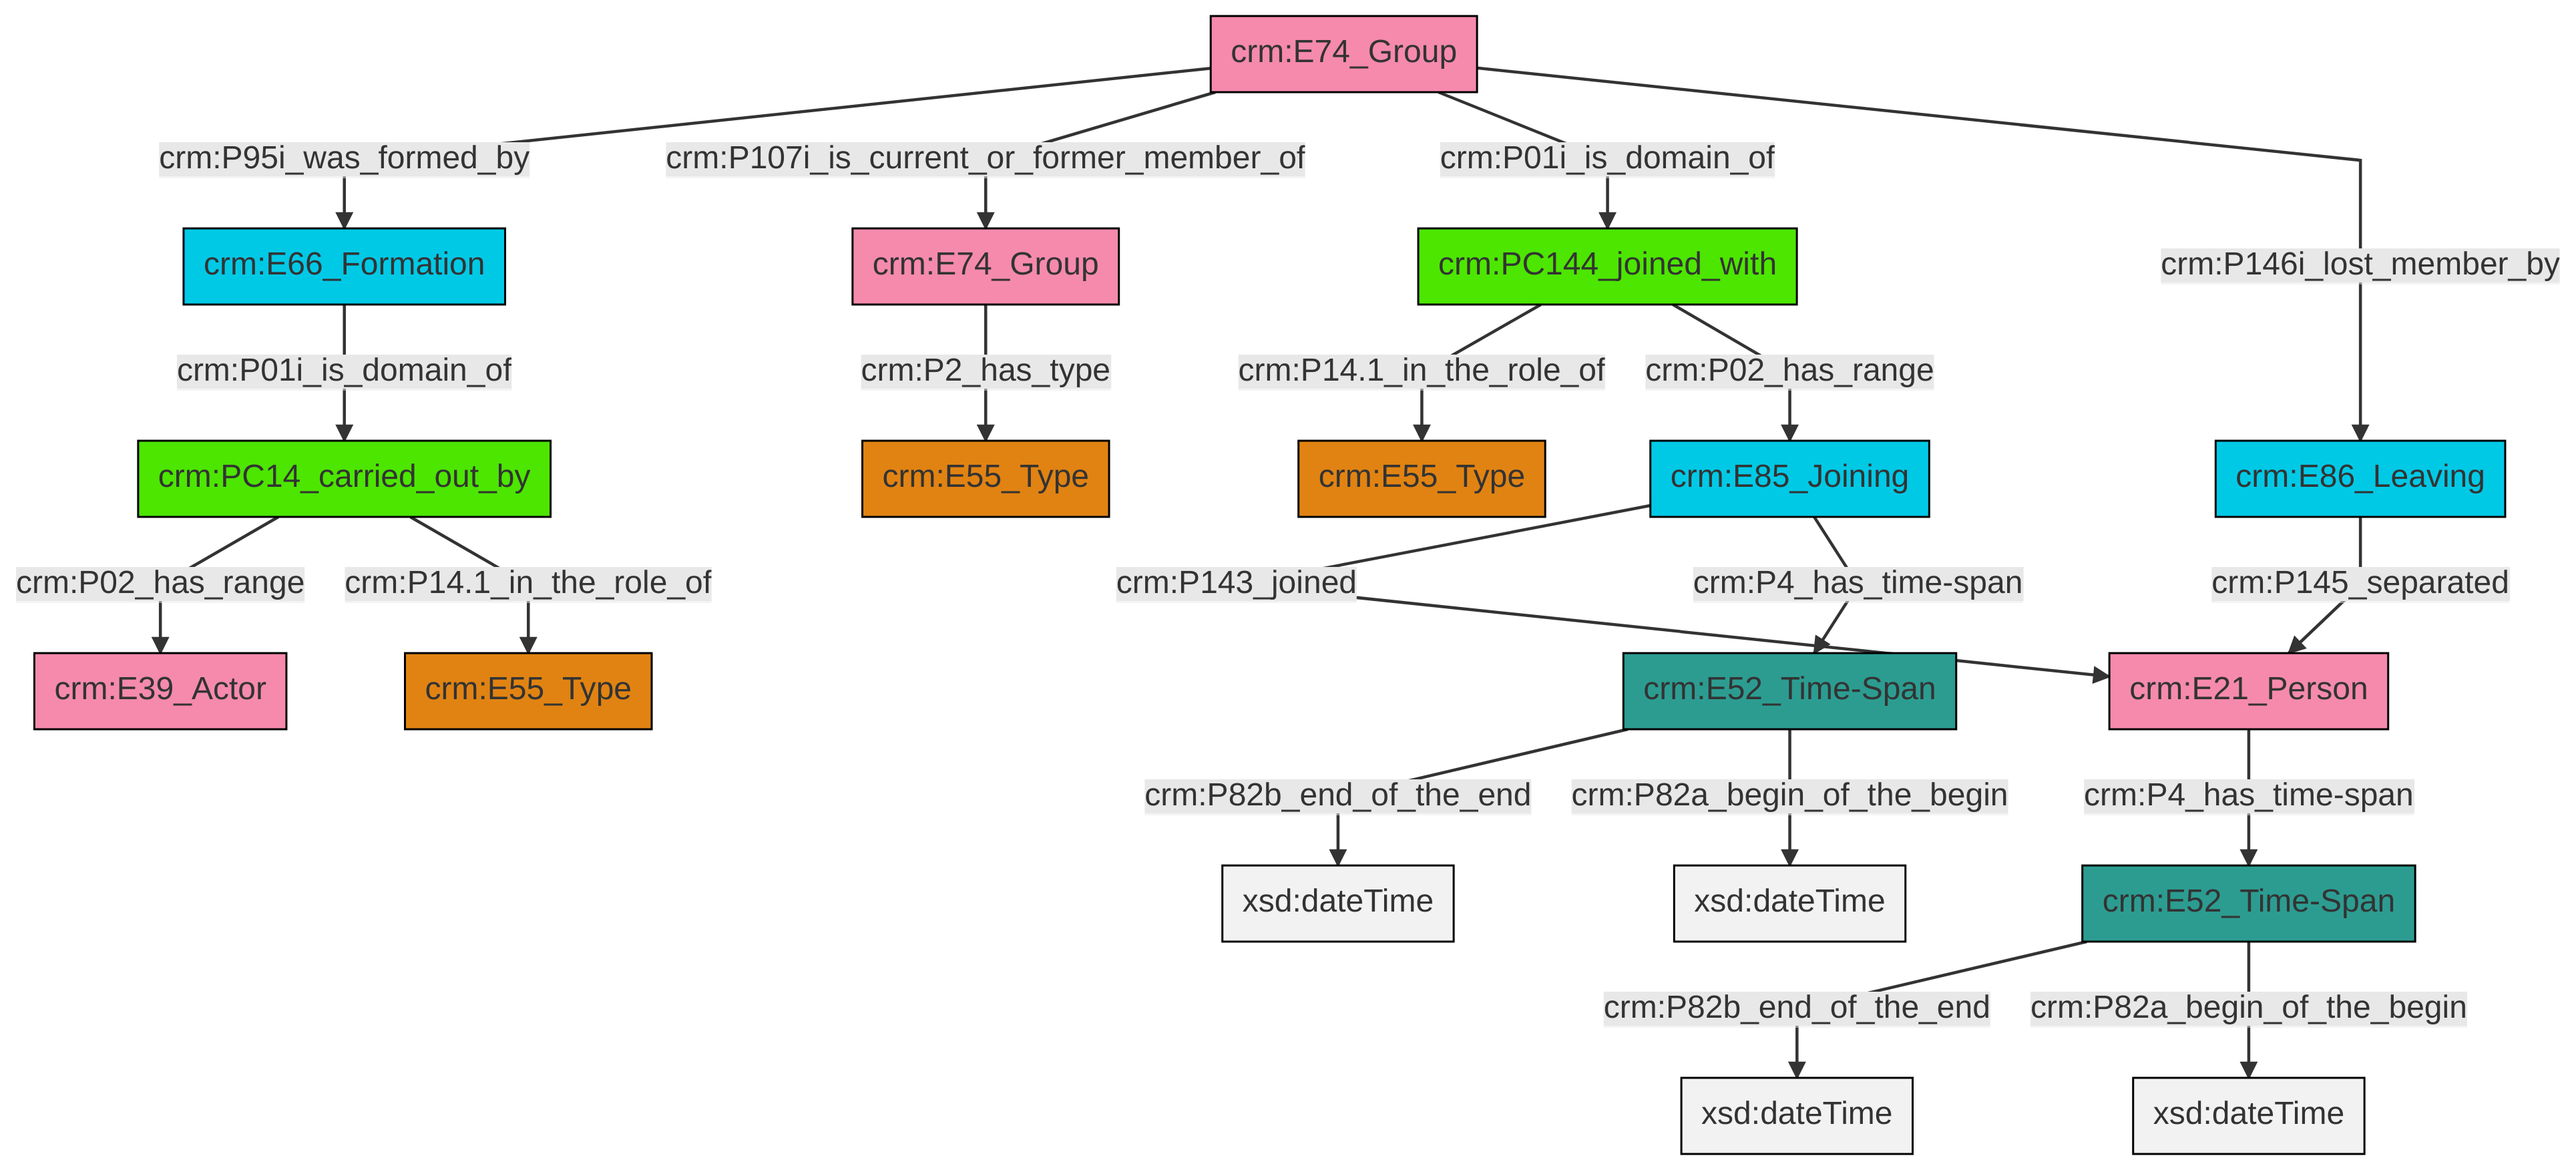 crm:E74_Group
crm:P95i_was_formed_by
crm:P107i_is_current_or_former_member_of
crm:P01i_is_domain_of
crm:E66_Formation
crm:E74_Group
crm:PC144_joined_with
crm:P146i_lost_member_by
crm:P01i_is_domain_of
crm:P2_has_type
crm:P14.1_in_the_role_of
crm:P02_has_range
crm:PC14_carried_out_by
crm:E55_Type
crm:E55_Type
crm:E85_Joining
crm:E86_Leaving
crm:P02_has_range
crm:P14.1_in_the_role_of
crm:P143_joined
crm:P4_has_time-span
crm:P145_separated
crm:E39_Actor
crm:E55_Type
crm:E52_Time-Span
crm:E21_Person
crm:P82b_end_of_the_end
crm:P82a_begin_of_the_begin
crm:P4_has_time-span
xsd:dateTime
xsd:dateTime
crm:E52_Time-Span
crm:P82b_end_of_the_end
crm:P82a_begin_of_the_begin
xsd:dateTime
xsd:dateTime